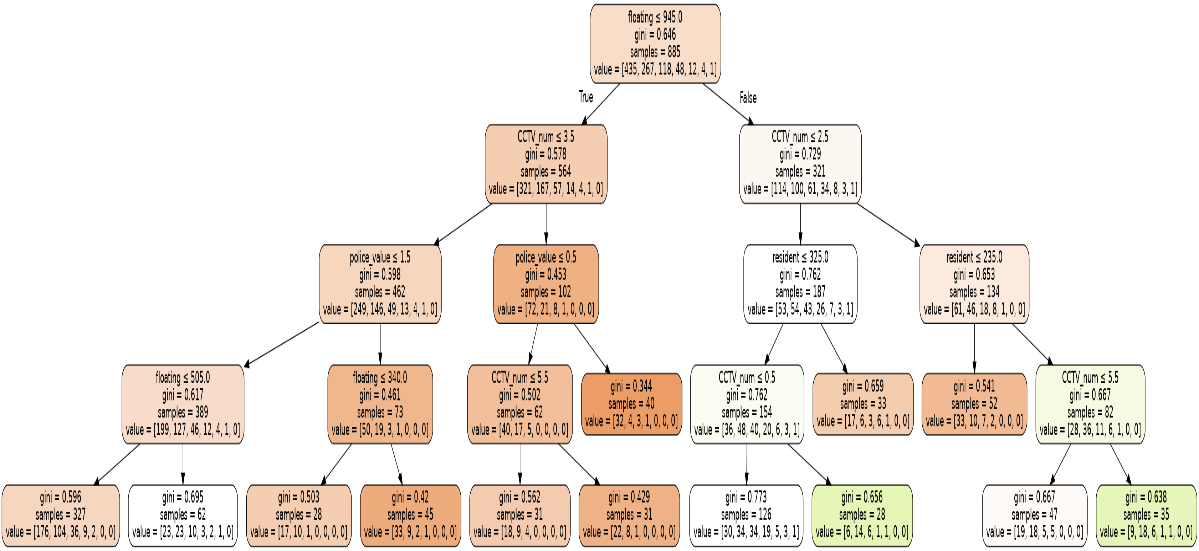 floating ≤ 945.0
gini = 0.646
samples = 885
value = [435, 267, 118, 48, 12, 4, 1]
True
False
CCTV_num ≤ 3.5
gini = 0.578
samples = 564
value = [321, 167, 57, 14, 4, 1, 0]
CCTV_num ≤ 2.5
gini = 0.729
samples = 321
value = [114, 100, 61, 34, 8, 3, 1]
police_value ≤ 1.5
gini = 0.598
samples = 462
value = [249, 146, 49, 13, 4, 1, 0]
police_value ≤ 0.5
gini = 0.453
samples = 102
value = [72, 21, 8, 1, 0, 0, 0]
resident ≤ 325.0
gini = 0.762
samples = 187
value = [53, 54, 43, 26, 7, 3, 1]
resident ≤ 235.0
gini = 0.653
samples = 134
value = [61, 46, 18, 8, 1, 0, 0]
floating ≤ 505.0
gini = 0.617
samples = 389
value = [199, 127, 46, 12, 4, 1, 0]
floating ≤ 340.0
gini = 0.461
samples = 73
value = [50, 19, 3, 1, 0, 0, 0]
CCTV_num ≤ 5.5
gini = 0.502
samples = 62
value = [40, 17, 5, 0, 0, 0, 0]
gini = 0.344
samples = 40
value = [32, 4, 3, 1, 0, 0, 0]
CCTV_num ≤ 0.5
gini = 0.762
samples = 154
value = [36, 48, 40, 20, 6, 3, 1]
gini = 0.659
samples = 33
value = [17, 6, 3, 6, 1, 0, 0]
gini = 0.541
samples = 52
value = [33, 10, 7, 2, 0, 0, 0]
CCTV_num ≤ 5.5
gini = 0.687
samples = 82
value = [28, 36, 11, 6, 1, 0, 0]
gini = 0.596
samples = 327
value = [176, 104, 36, 9, 2, 0, 0]
gini = 0.695
samples = 62
value = [23, 23, 10, 3, 2, 1, 0]
gini = 0.503
samples = 28
value = [17, 10, 1, 0, 0, 0, 0]
gini = 0.42
samples = 45
value = [33, 9, 2, 1, 0, 0, 0]
gini = 0.562
samples = 31
value = [18, 9, 4, 0, 0, 0, 0]
gini = 0.429
samples = 31
value = [22, 8, 1, 0, 0, 0, 0]
gini = 0.773
samples = 126
value = [30, 34, 34, 19, 5, 3, 1]
gini = 0.656
samples = 28
value = [6, 14, 6, 1, 1, 0, 0]
gini = 0.667
samples = 47
value = [19, 18, 5, 5, 0, 0, 0]
gini = 0.638
samples = 35
value = [9, 18, 6, 1, 1, 0, 0]